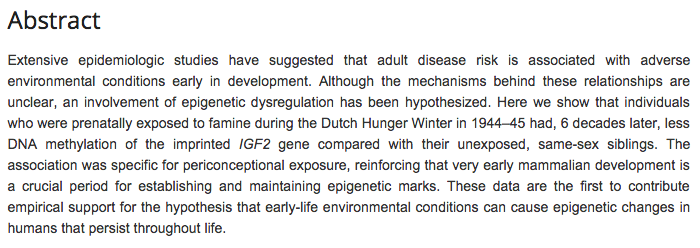 Abstract
Extensive epidemiologic studies have suggested that adult disease risk is associated with adverse
environmental conditions early in development. Although the mechanisms behind these relationships are
unclear, an involvement of epigenetic dysregulation has been hypothesized. Here we show that individuals
who were prenatally exposed to famine during the Dutch Hunger Winter in 1944–45 had, 6 decades later, less
DNA methylation of the imprinted IGF2 gene compared with their unexposed, same-sex siblings. The
association was specific for periconceptional exposure, reinforcing that very early mammalian development is
a crucial period for establishing and maintaining epigenetic marks. These data are the first to contribute
empirical support for the hypothesis that early-life environmental conditions can cause epigenetic changes in
humans that persist throughout life.